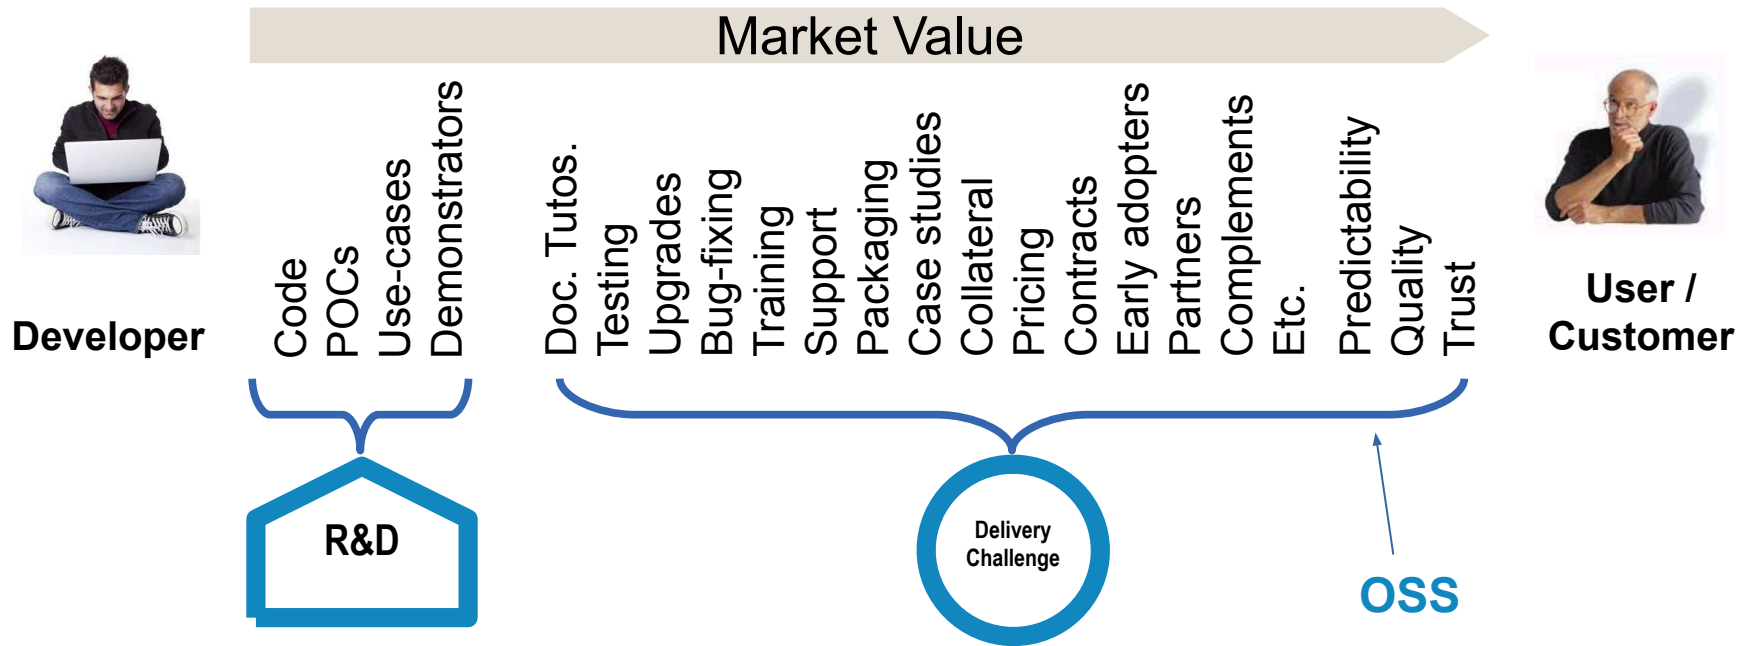 Market Value
Developer
Code
POCs
Use-cases
Demonstrators
Doc. Tutos.
Testing
Upgrades
Bug-fixing
Training
Support
Packaging
Case studies
Collateral
Pricing
Contracts
Early adopters
Partners
Complements
Etc.
Predictability
Quality
Trust
User /
Customer
R&D
Delivery
Challenge
OSS